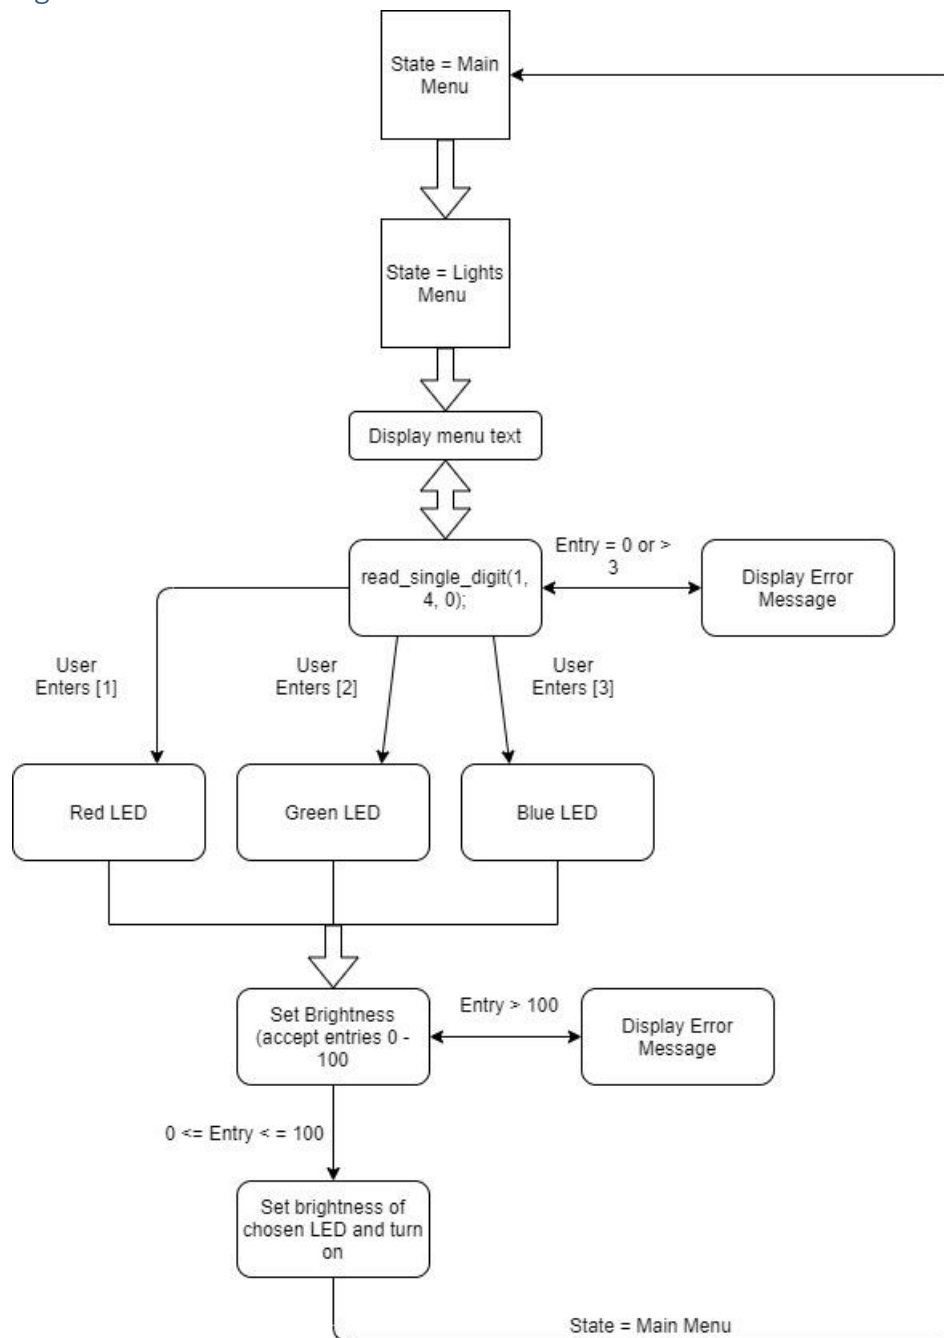 State = Main
Menu
State = Lights
Menu
Display menu text
read_single_digit(1,
4, 0);
Entry = 0 or >
3
Display Error
Message
User
Enters [1]
User
Enters [2]
User
Enters [3]
Red LED
Green LED
Blue LED
Set Brightness
(accept entries 0 -
100
Entry > 100
Display Error
Message
0 <= Entry < = 100
Set brightness of
chosen LED and turn
on
State = Main Menu